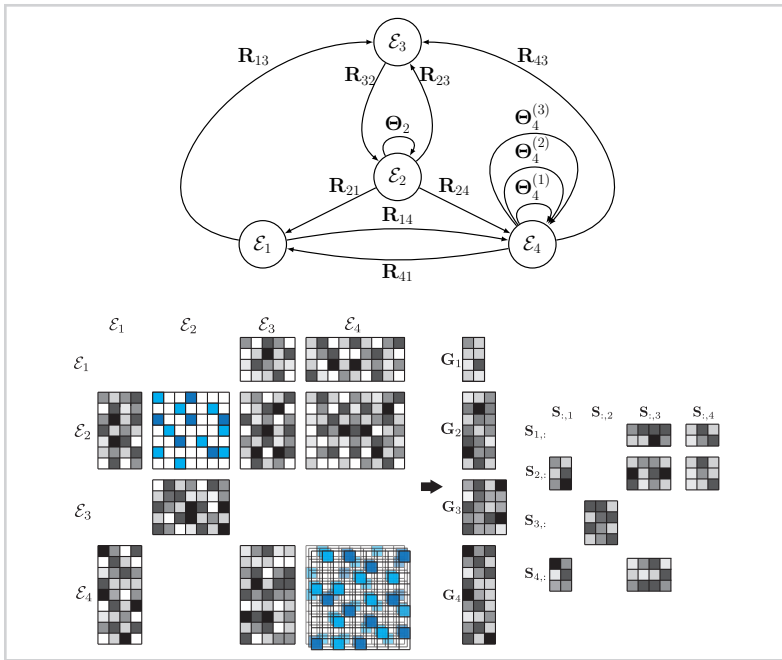 ℰ₃
R₁₃
R₄₃
R₃₂ R₂₃
Θ₂
Θ₄⁽³⁾
Θ₄⁽²⁾
Θ₄⁽¹⁾
ℰ₂
R₂₁ R₂₄
R₁₄
ℰ₁ ℰ₄
R₄₁
ℰ₁ ℰ₂ ℰ₃ ℰ₄
ℰ₁ G₁
S:,1 S:,2 S:,3 S:,4
S1,:
ℰ₂ G₂
S2,:
ℰ₃ G₃
S3,:
S4,:
ℰ₄ G₄